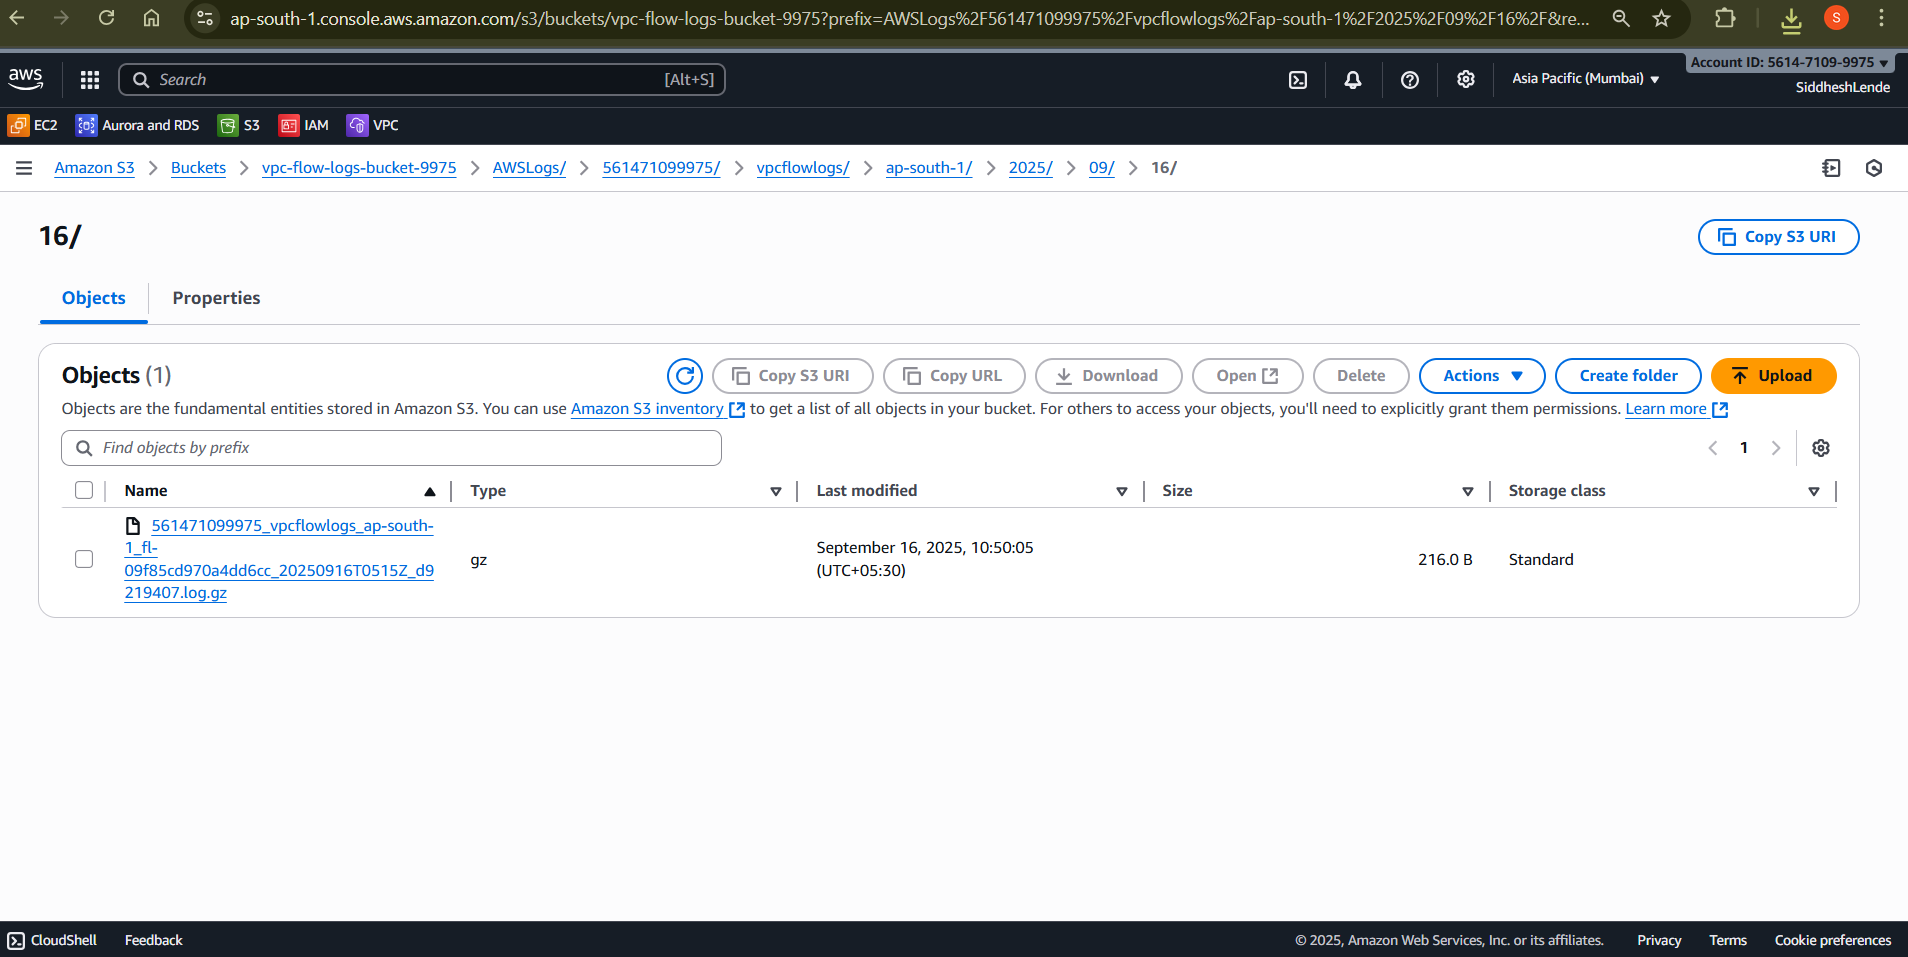 ap-south-1.console.aws.amazon.com/s3/buckets/vpc-flow-logs-bucket-9975?prefix=AWSLogs%2F561471099975%2Fvpcflowlogs%2Fap-south-1%2F2025%2F09%2F16%2F&re...
S
aws
Search [Alt+S]
Asia Pacific (Mumbai)
Account ID: 5614-7109-9975
SiddheshLende
EC2 Aurora and RDS S3 IAM VPC
Amazon S3 > Buckets > vpc-flow-logs-bucket-9975 > AWSLogs/ > 561471099975/ > vpcflowlogs/ > ap-south-1/ > 2025/ > 09/ > 16/
16/
Copy S3 URI
Objects Properties
Objects (1)
Copy S3 URI Copy URL Download Open Delete Actions Create folder Upload
Objects are the fundamental entities stored in Amazon S3. You can use Amazon S3 inventory to get a list of all objects in your bucket. For others to access your objects, you'll need to explicitly grant them permissions. Learn more
Find objects by prefix
1
Name Type Last modified Size Storage class
561471099975_vpcflowlogs_ap-south-
1_fl-
09f85cd970a4dd6cc_20250916T0515Z_d9
219407.log.gz
gz
September 16, 2025, 10:50:05
(UTC+05:30)
216.0 B
Standard
CloudShell Feedback
© 2025, Amazon Web Services, Inc. or its affiliates. Privacy Terms Cookie preferences